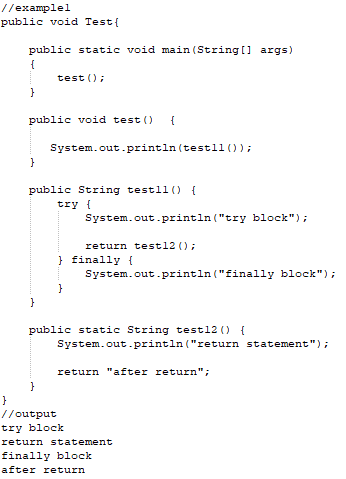 //example1
public void Test{
public static void main(String[] args)
{
test();
}
public void test() {
System.out.println(test11());
}
public String test11() {
try {
System.out.println("try block");
return test12();
} finally {
System.out.println("finally block");
}
}
public static String test12() {
System.out.println("return statement");
return "after return";
}
}
//output
try block
return statement
finally block
after return